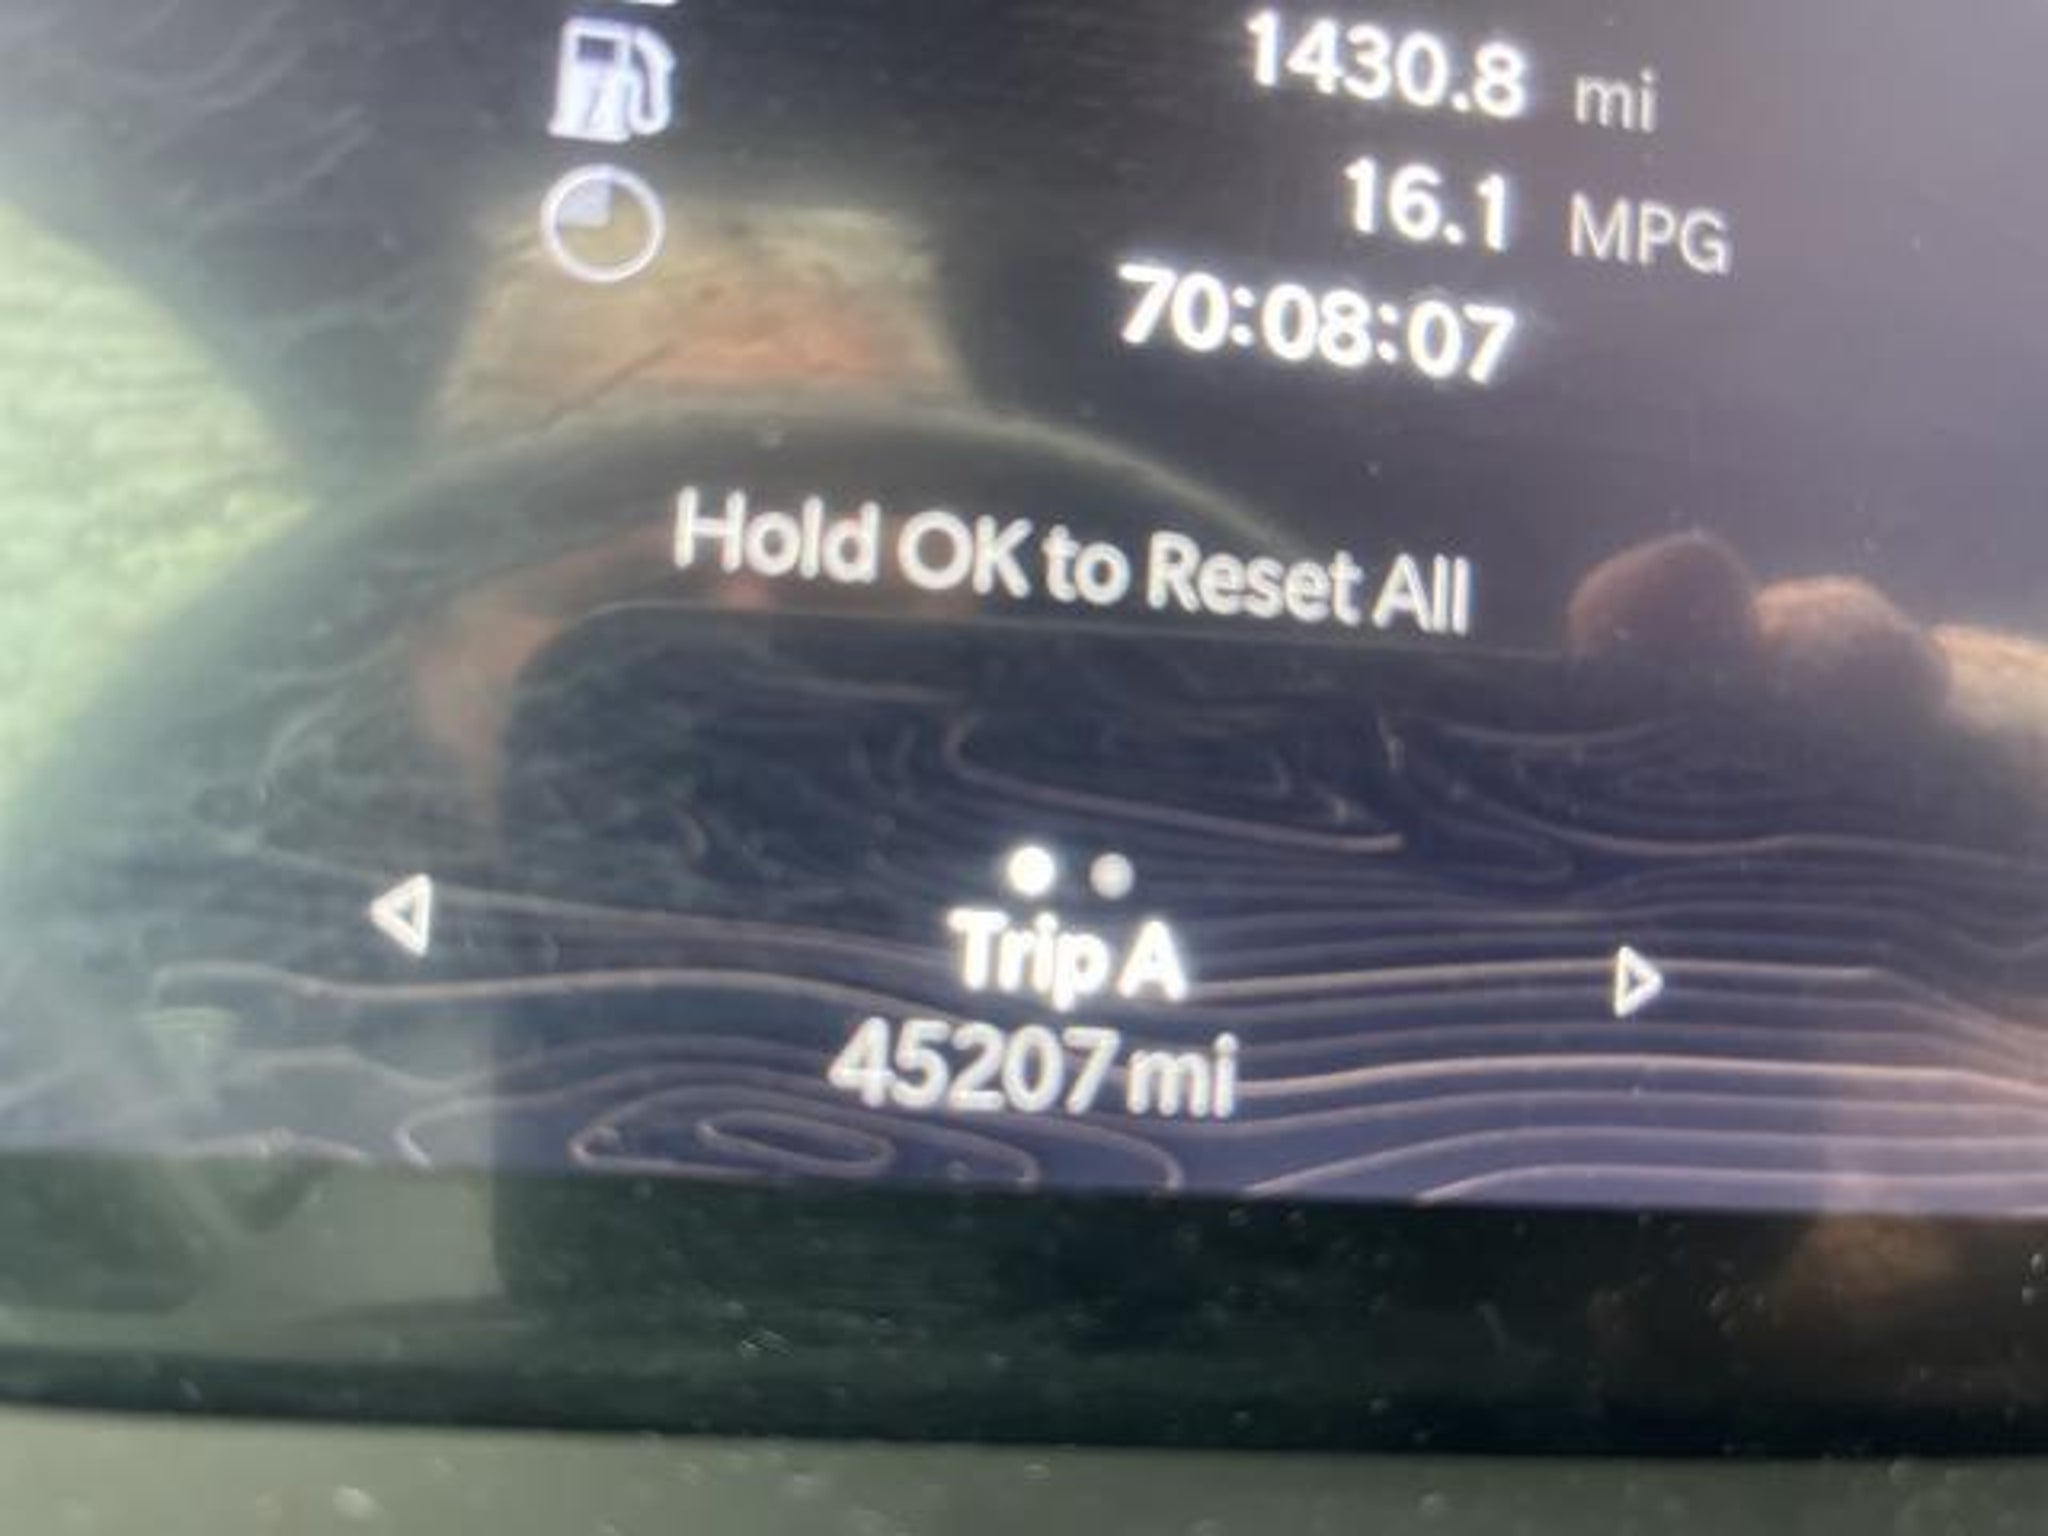 1430.8 mi
16.1 MPG
70:08:07
Hold OK to Reset All
Trip A
45207 mi